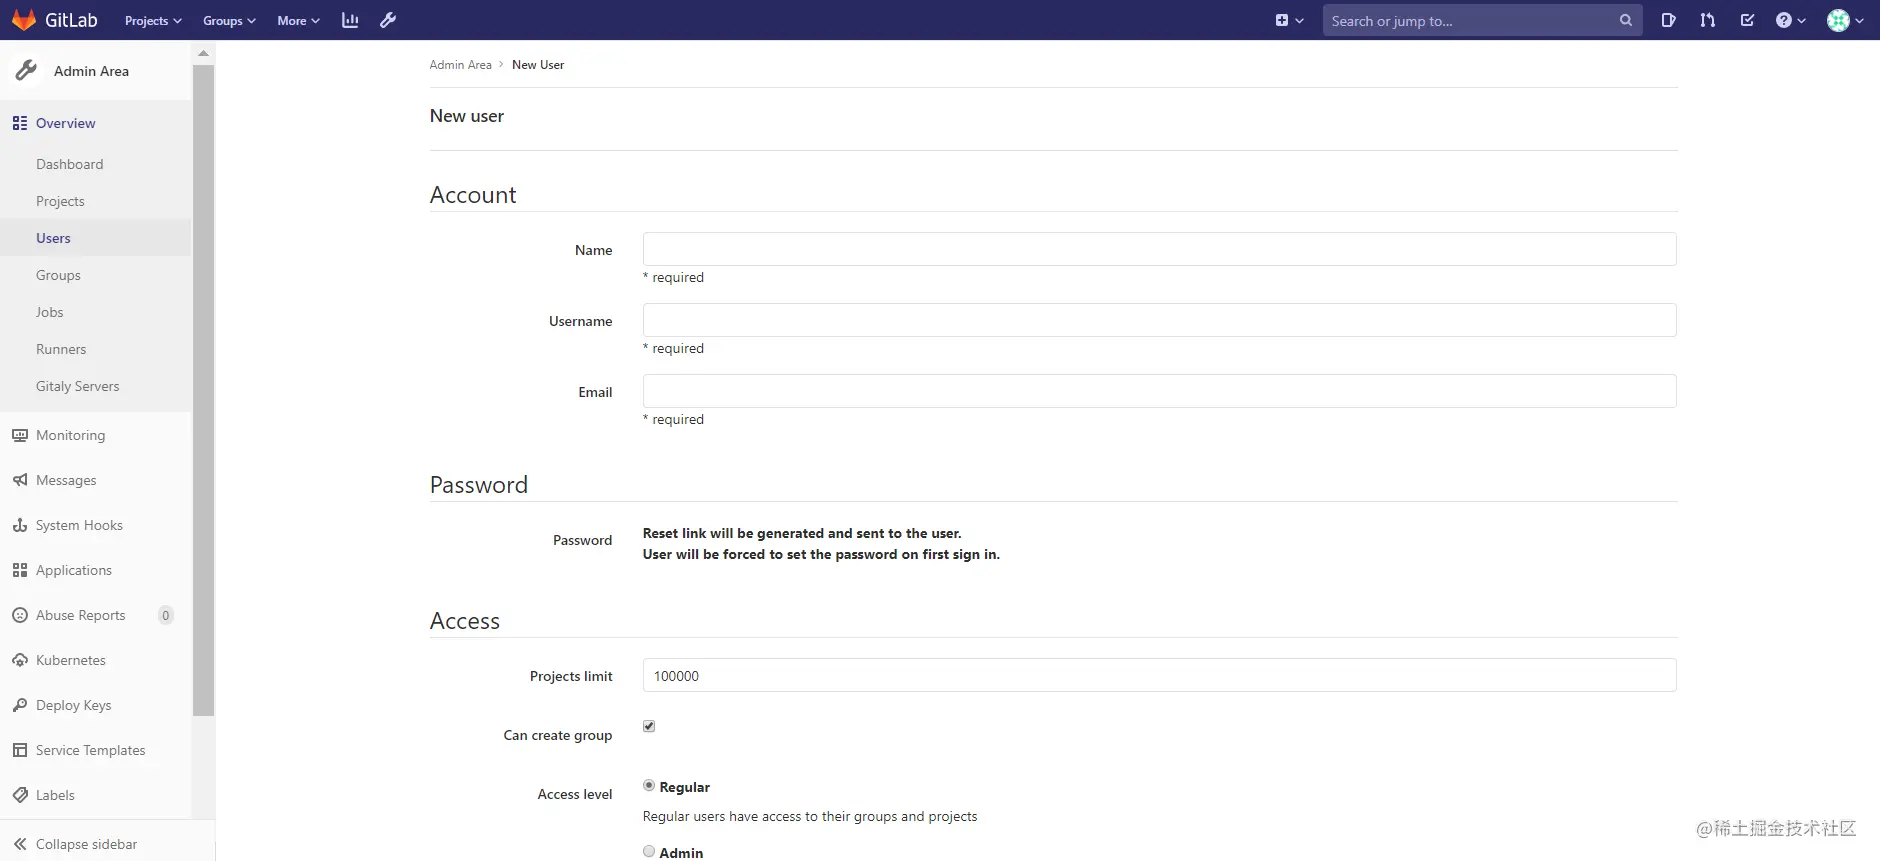 GitLab Projects Groups More Search or jump to...
Admin Area
Overview
Dashboard
Projects
Users
Groups
Jobs
Runners
Gitaly Servers
Monitoring
Messages
System Hooks
Applications
Abuse Reports 0
Kubernetes
Deploy Keys
Service Templates
Labels
Collapse sidebar
Admin Area > New User
New user
Account
Name
* required
Username
* required
Email
* required
Password
Password
Reset link will be generated and sent to the user.
User will be forced to set the password on first sign in.
Access
Projects limit 100000
Can create group
Access level
Regular
Regular users have access to their groups and projects
Admin
@稀土掘金技术社区